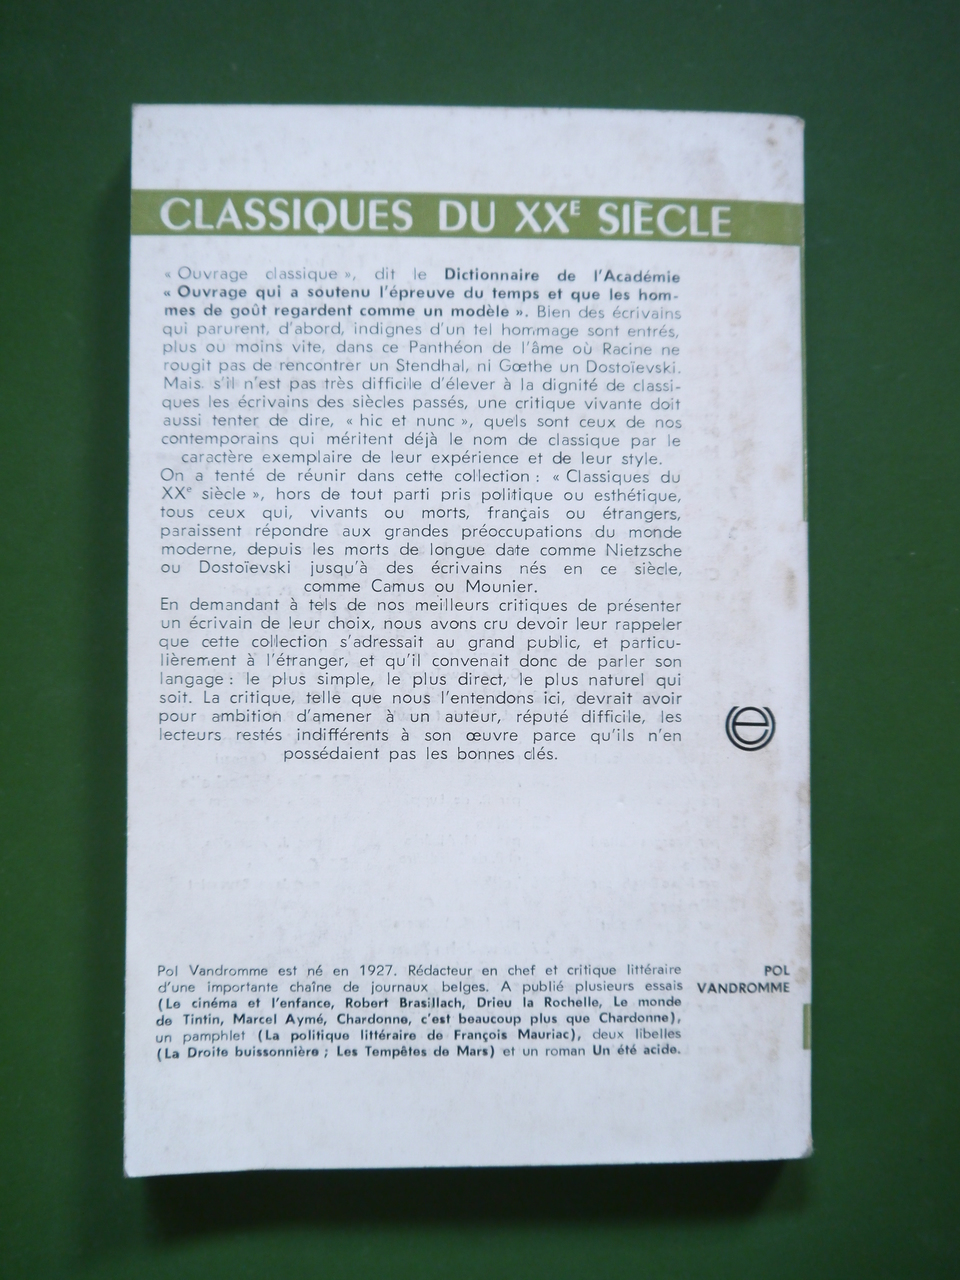 CLASSIQUES DU XXE SIÈCLE
« Ouvrage classique », dit le Dictionnaire de l'Académie
« Ouvrage qui a soutenu l'épreuve du temps et que les hom-
mes de goût regardent comme un modèle ». Bien des écrivains
qui parurent, d'abord, indignes d'un tel hommage sont entrés,
plus ou moins vite, dans ce Panthéon de l'âme où Racine ne
rougit pas de rencontrer un Stendhal, ni Gœthe un Dostoïevski.
Mais s'il n'est pas très difficile d'élever à la dignité de classi-
ques les écrivains des siècles passés, une critique vivante doit
aussi tenter de dire, « hic et nunc », quels sont ceux de nos
contemporains qui méritent déjà le nom de classique par le
caractère exemplaire de leur expérience et de leur style.
On a tenté de réunir dans cette collection : « Classiques du
XXe siècle », hors de tout parti pris politique ou esthétique,
tous ceux qui, vivants ou morts, français ou étrangers,
paraissent répondre aux grandes préoccupations du monde
moderne, depuis les morts de longue date comme Nietzsche
ou Dostoïevski jusqu'à des écrivains nés en ce siècle,
comme Camus ou Mounier.
En demandant à tels de nos meilleurs critiques de présenter
un écrivain de leur choix, nous avons cru devoir leur rappeler
que cette collection s'adressait au grand public, et particu-
lièrement à l'étranger, et qu'il convenait donc de parler son
langage : le plus simple, le plus direct, le plus naturel qui
soit. La critique, telle que nous l'entendons ici, devrait avoir
pour ambition d'amener à un auteur, réputé difficile, les
lecteurs restés indifférents à son œuvre parce qu'ils n'en
possédaient pas les bonnes clés.
Pol Vandromme est né en 1927. Rédacteur en chef et critique littéraire
d'une importante chaîne de journaux belges. A publié plusieurs essais
(Le cinéma et l'enfance, Robert Brasillach, Drieu la Rochelle, Le monde
de Tintin, Marcel Aymé, Chardonne, c'est beaucoup plus que Chardonne),
un pamphlet (La politique littéraire de François Mauriac), deux libelles
(La Droite buissonnière ; Les Tempêtes de Mars) et un roman Un été acide.
POL
VANDROMME